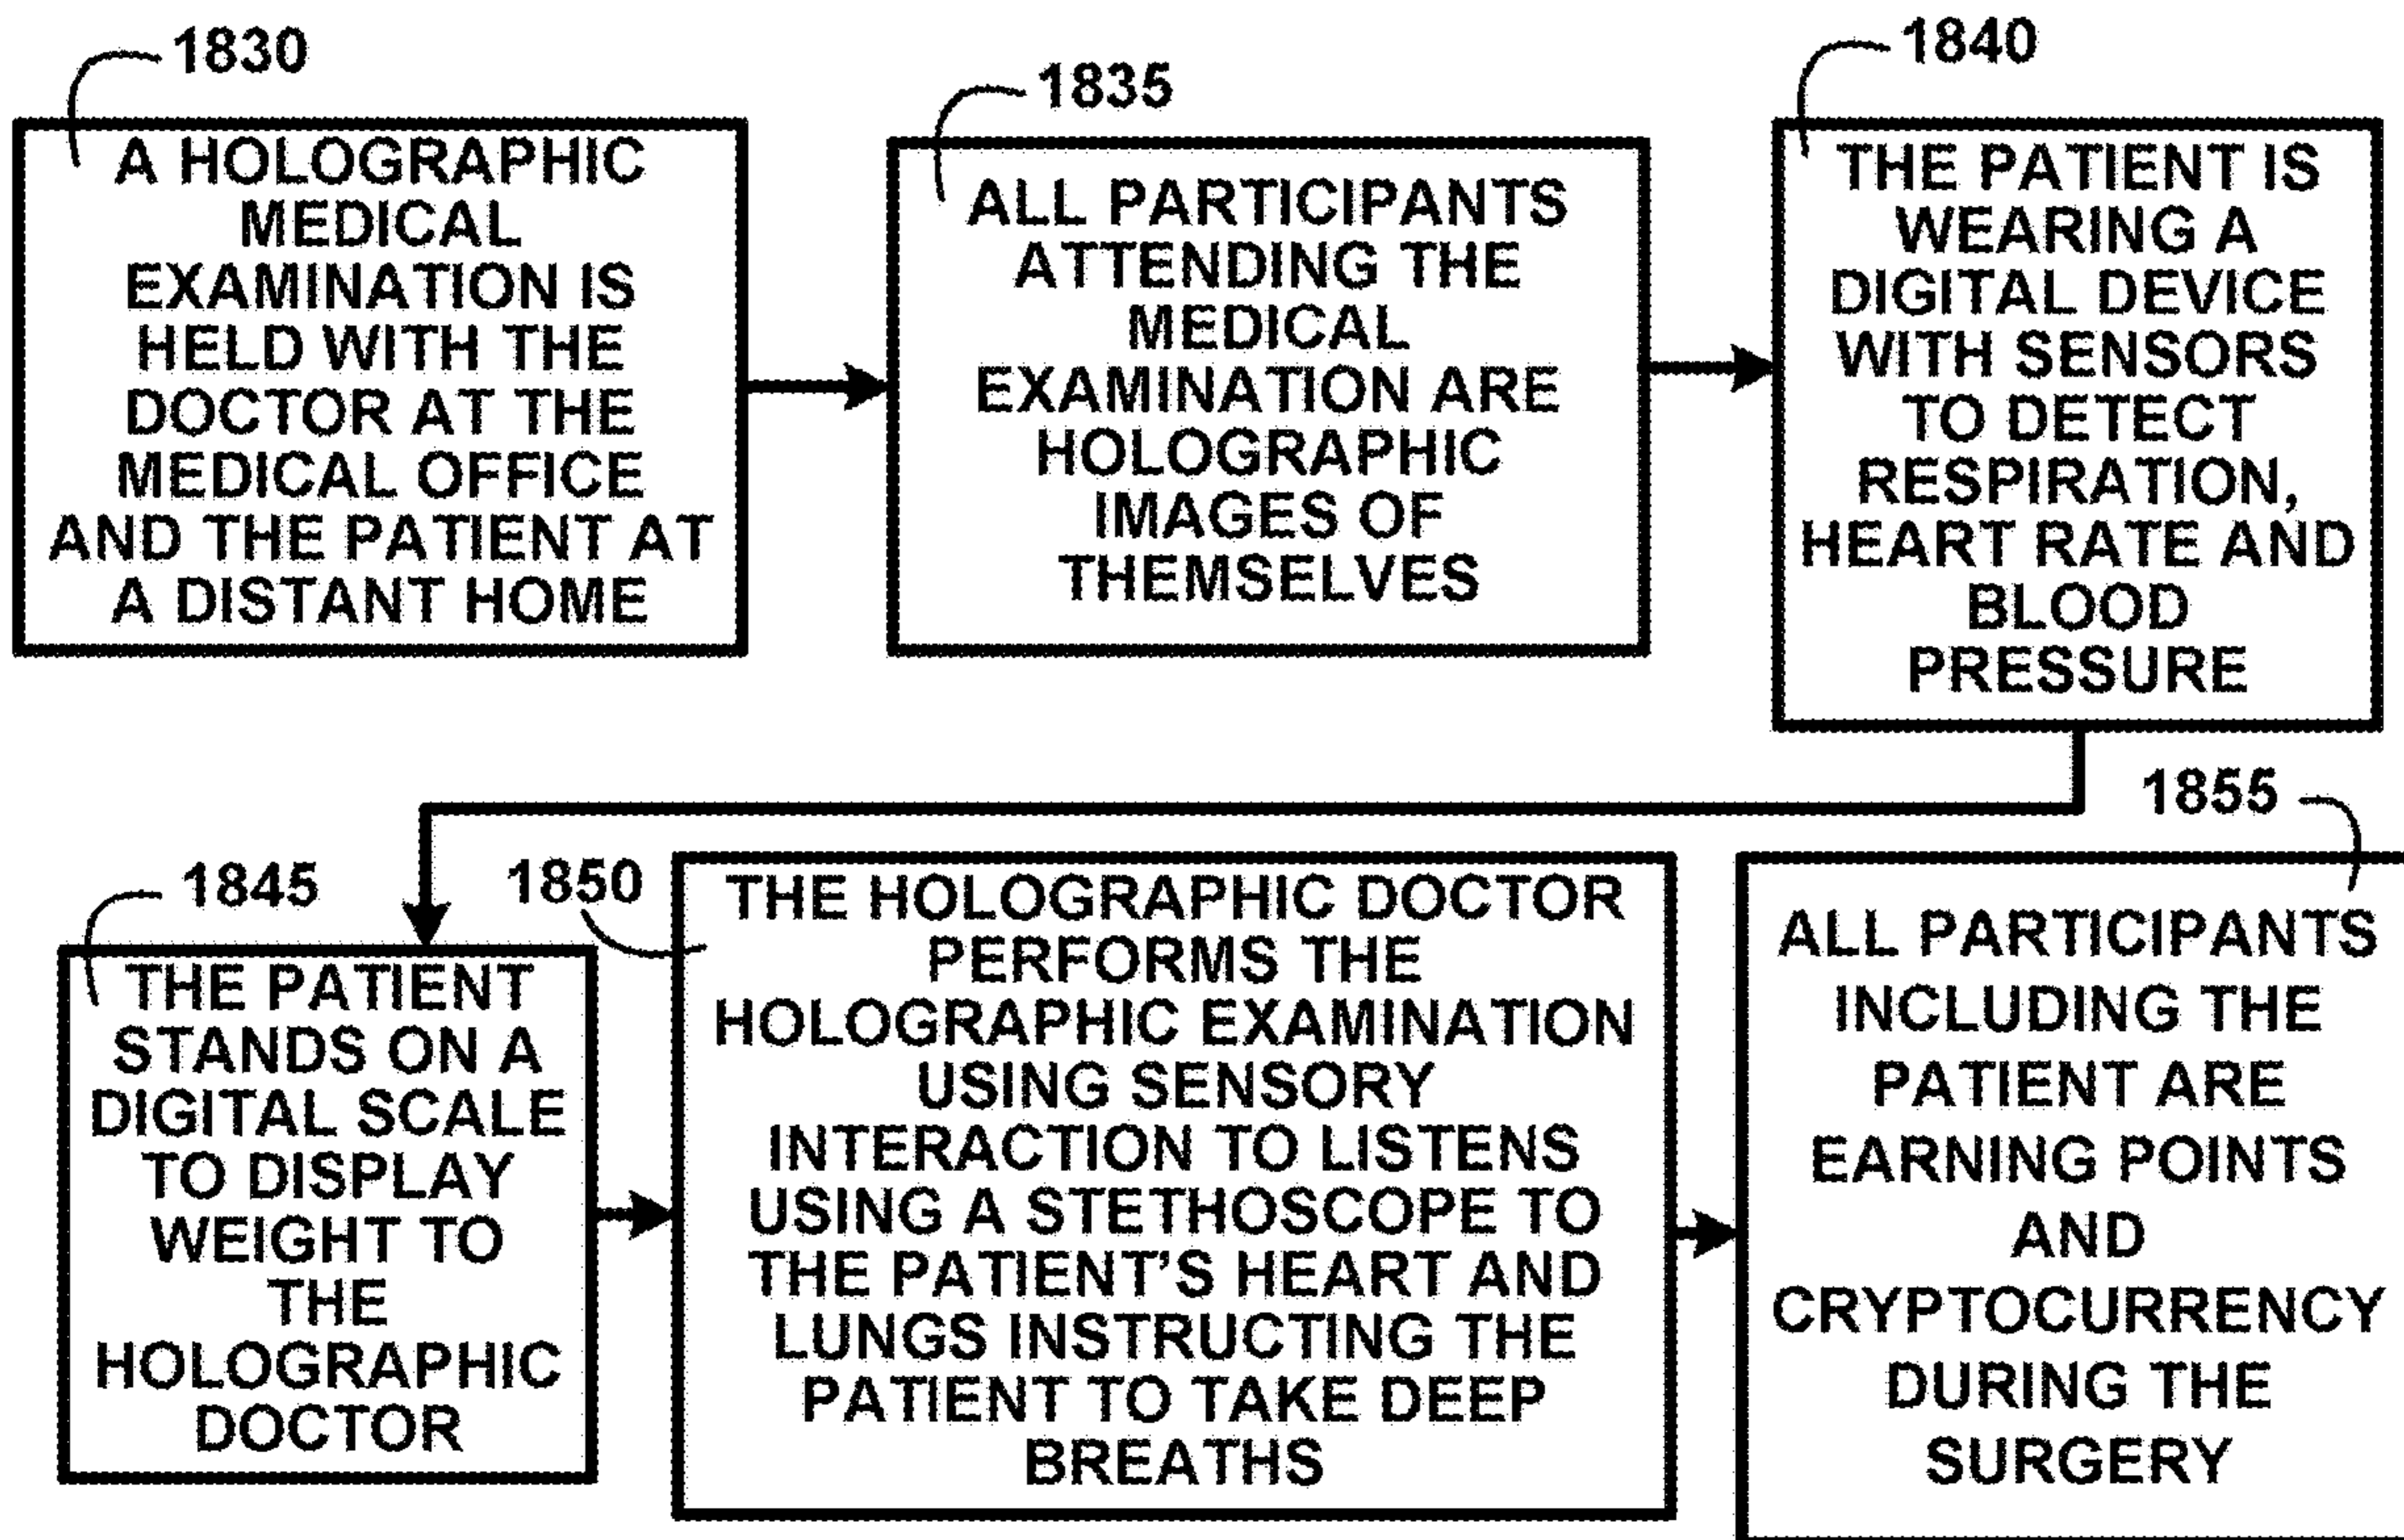 1830
A HOLOGRAPHIC
MEDICAL
EXAMINATION IS
HELD WITH THE
DOCTOR AT THE
MEDICAL OFFICE
AND THE PATIENT AT
A DISTANT HOME
1835
ALL PARTICIPANTS
ATTENDING THE
MEDICAL
EXAMINATION ARE
HOLOGRAPHIC
IMAGES OF
THEMSELVES
1840
THE PATIENT IS
WEARING A
DIGITAL DEVICE
WITH SENSORS
TO DETECT
RESPIRATION,
HEART RATE AND
BLOOD
PRESSURE
1845
THE PATIENT
STANDS ON A
DIGITAL SCALE
TO DISPLAY
WEIGHT TO
THE
HOLOGRAPHIC
DOCTOR
1850
THE HOLOGRAPHIC DOCTOR
PERFORMS THE
HOLOGRAPHIC EXAMINATION
USING SENSORY
INTERACTION TO LISTENS
USING A STETHOSCOPE TO
THE PATIENT'S HEART AND
LUNGS INSTRUCTING THE
PATIENT TO TAKE DEEP
BREATHS
1855
ALL PARTICIPANTS
INCLUDING THE
PATIENT ARE
EARNING POINTS
AND
CRYPTOCURRENCY
DURING THE
SURGERY